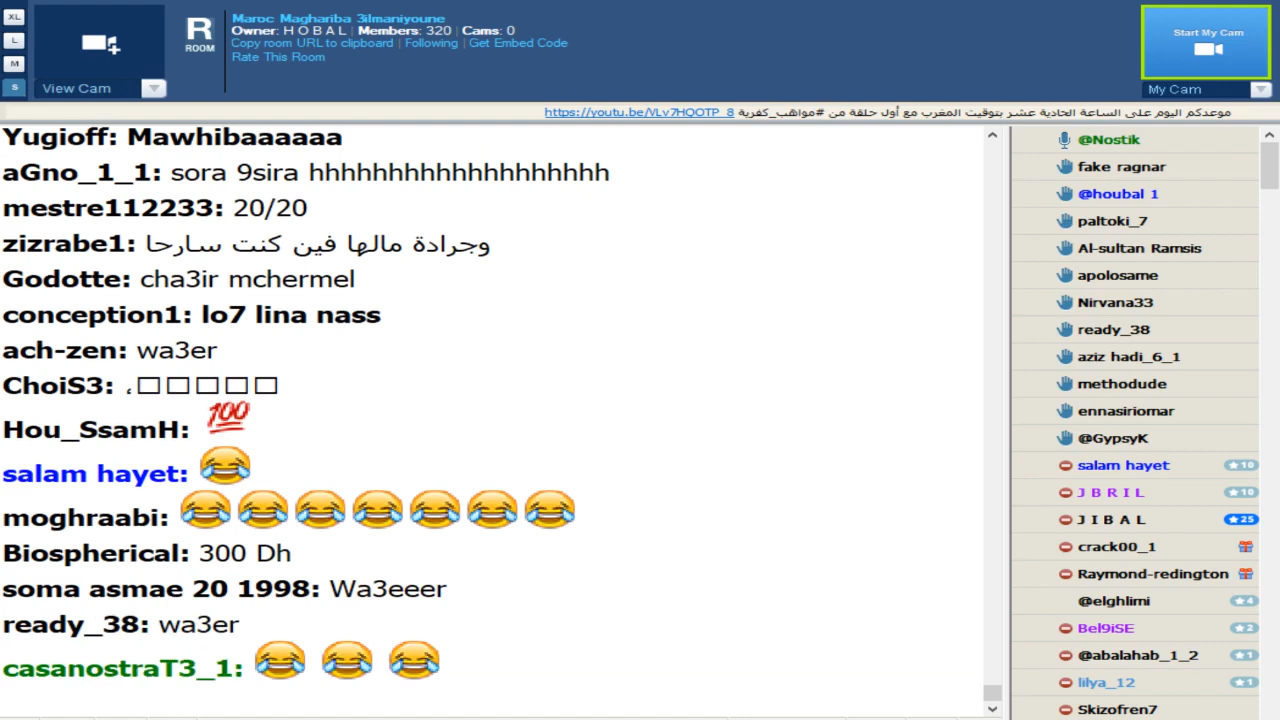 XL
L
M
S
View Cam
R
ROOM
Maroc Maghariba 3ilmaniyoune
Owner: H O B A L | Members: 320 | Cams: 0
Copy room URL to clipboard | Following | Get Embed Code
Rate This Room
Start My Cam
My Cam
موعدكم اليوم على الساعة الحادية عشر بتوقيت المغرب مع أول حلقة من #مواهب_كفرية https://youtu.be/VLv7HQOTP_8
Yugioff: Mawhibaaaaaa
aGno_1_1: sora 9sira hhhhhhhhhhhhhhhhhhh
mestre112233: 20/20
zizrabe1: وجرادة مالها فين كنت سارحا
Godotte: cha3ir mchermel
conception1: lo7 lina nass
ach-zen: wa3er
ChoiS3: ،
Hou_SsamH: 💯
salam hayet: 😂
moghraabi: 😂😂😂😂😂😂😂
Biospherical: 300 Dh
soma asmae 20 1998: Wa3eeer
ready_38: wa3er
casanostraT3_1: 😂 😂 😂
@Nostik
fake ragnar
@houbal 1
paltoki_7
Al-sultan Ramsis
apolosame
Nirvana33
ready_38
aziz hadi_6_1
methodude
ennasiriomar
@GypsyK
salam hayet ★10
J B R I L ★10
J I B A L ★25
crack00_1
Raymond-redington
@elghlimi ★4
Bel9iSE ★2
@abalahab_1_2 ★1
lilya_12 ★1
Skizofren7